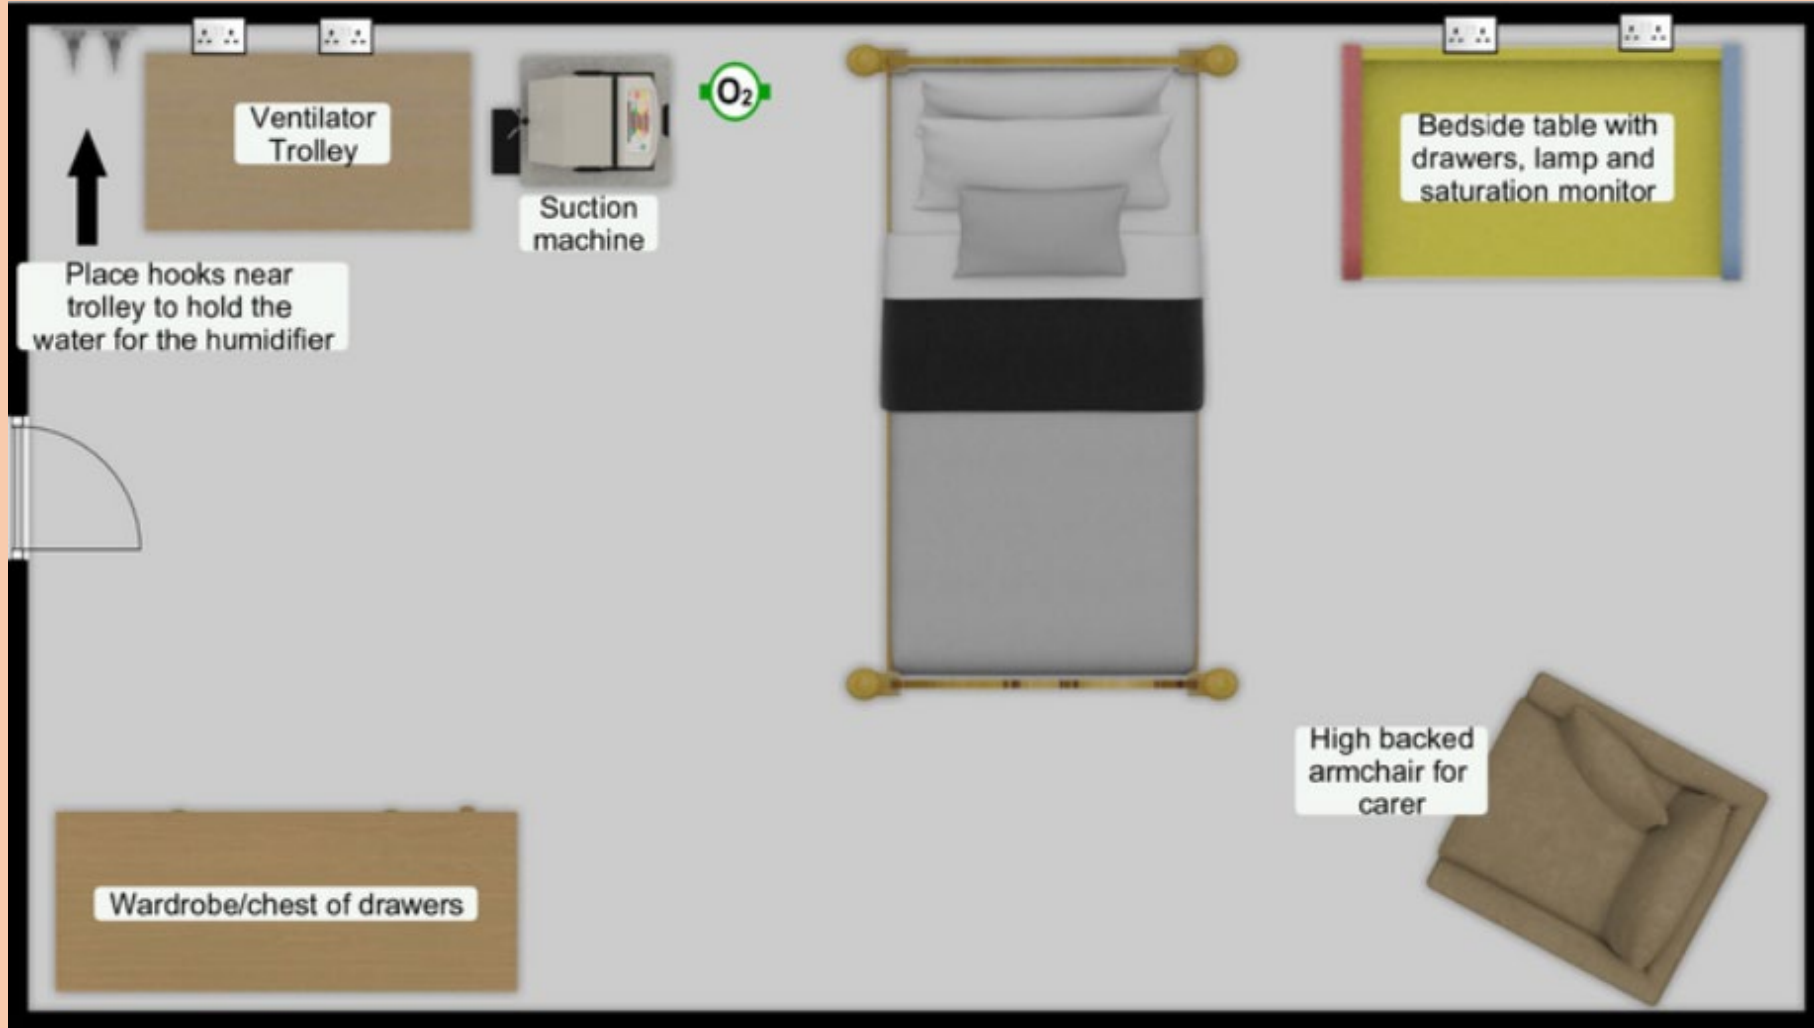 Ventilator
Trolley
O₂
Bedside table with
drawers, lamp and
saturation monitor
Suction
machine
Place hooks near
trolley to hold the
water for the humidifier
High backed
armchair for
carer
Wardrobe/chest of drawers